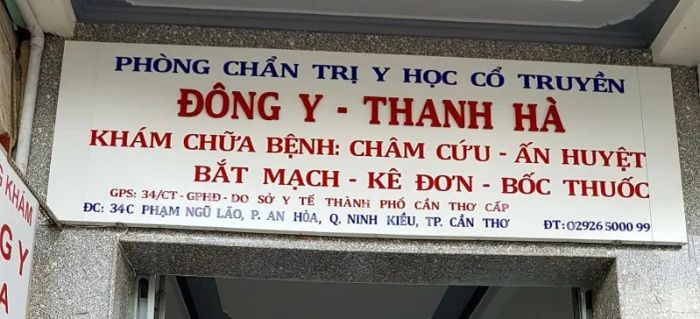 PHÒNG CHẨN TRỊ Y HỌC CỔ TRUYỀN
ĐÔNG Y - THANH HÀ
KHÁM CHỮA BỆNH: CHÂM CỨU - ẤN HUYỆT
BẮT MẠCH - KÊ ĐƠN - BỐC THUỐC
GPS: 34/CT - GPHĐ - DO SỞ Y TẾ THÀNH PHỐ CẦN THƠ CẤP
ĐC: 34C PHẠM NGŨ LÃO, P. AN HÒA, Q. NINH KIỀU, TP. CẦN THƠ ĐT: 02926 5000 99
KHÁM
G Y
A